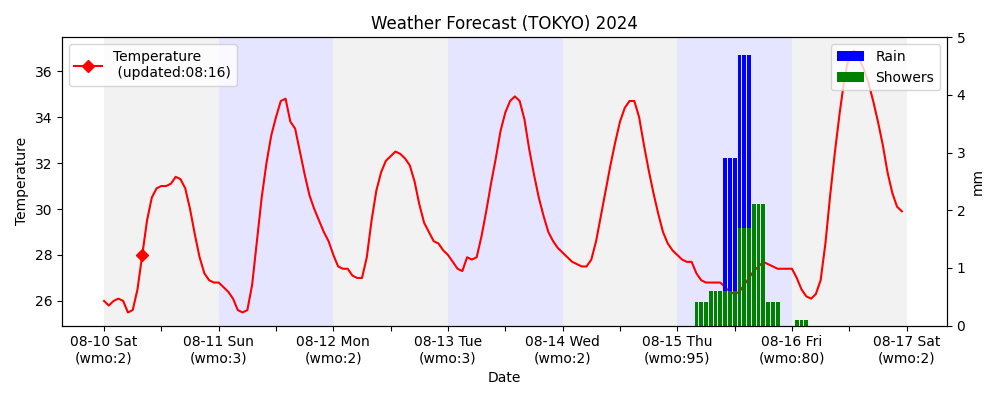 Weather Forecast (TOKYO) 2024
Temperature
(updated:08:16)
Rain
Showers
36
34
32
30
28
26
Temperature
5
4
3
2
1
0
mm
08-10 Sat
(wmo:2)
08-11 Sun
(wmo:3)
08-12 Mon
(wmo:2)
08-13 Tue
(wmo:3)
08-14 Wed
(wmo:2)
08-15 Thu
(wmo:95)
08-16 Fri
(wmo:80)
08-17 Sat
(wmo:2)
Date